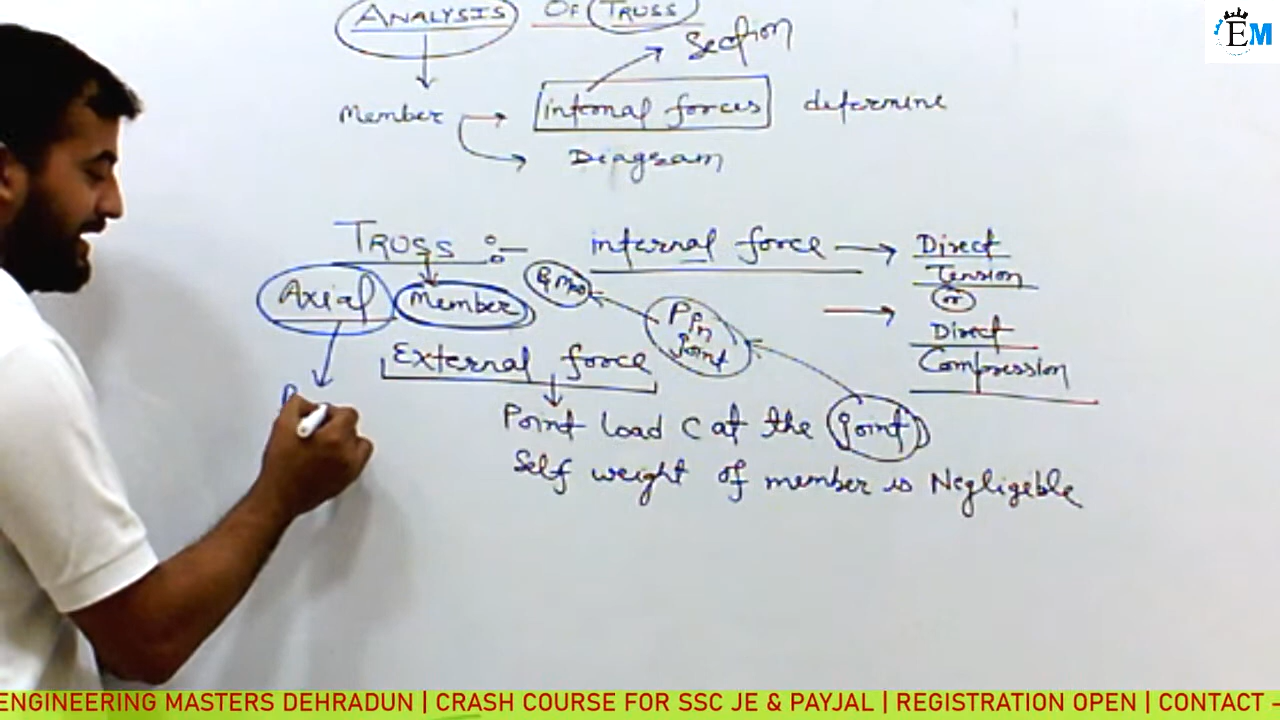 ANALYSIS OF TRUSS
EM
Section
Member → internal forces determine
Diagram
TRUSS :- internal force → Direct
Tension
or
Axial Member
→ Direct
Compression
Pin
Joint
External force
Point load at the joint
Self weight of member is Negligible
ENGINEERING MASTERS DEHRADUN | CRASH COURSE FOR SSC JE & PAYJAL | REGISTRATION OPEN | CONTACT -